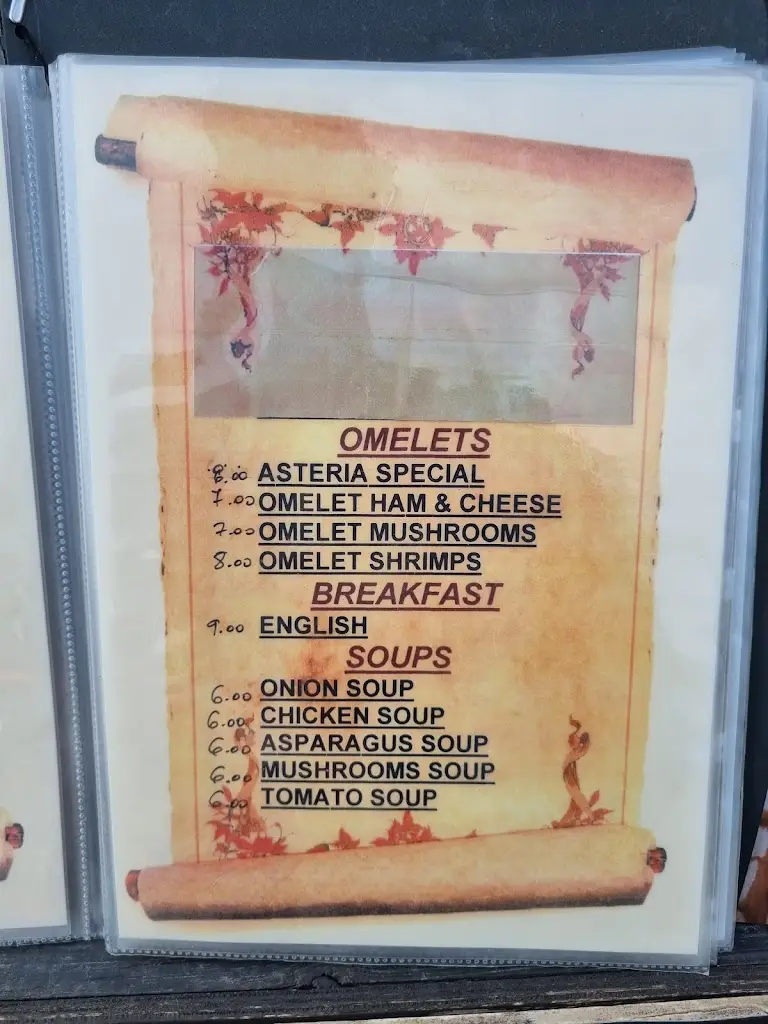 OMELETS
8.00 ASTERIA SPECIAL
7.00 OMELET HAM & CHEESE
7.00 OMELET MUSHROOMS
8.00 OMELET SHRIMPS
BREAKFAST
9.00 ENGLISH
SOUPS
6.00 ONION SOUP
6.00 CHICKEN SOUP
6.00 ASPARAGUS SOUP
6.00 MUSHROOMS SOUP
6.00 TOMATO SOUP